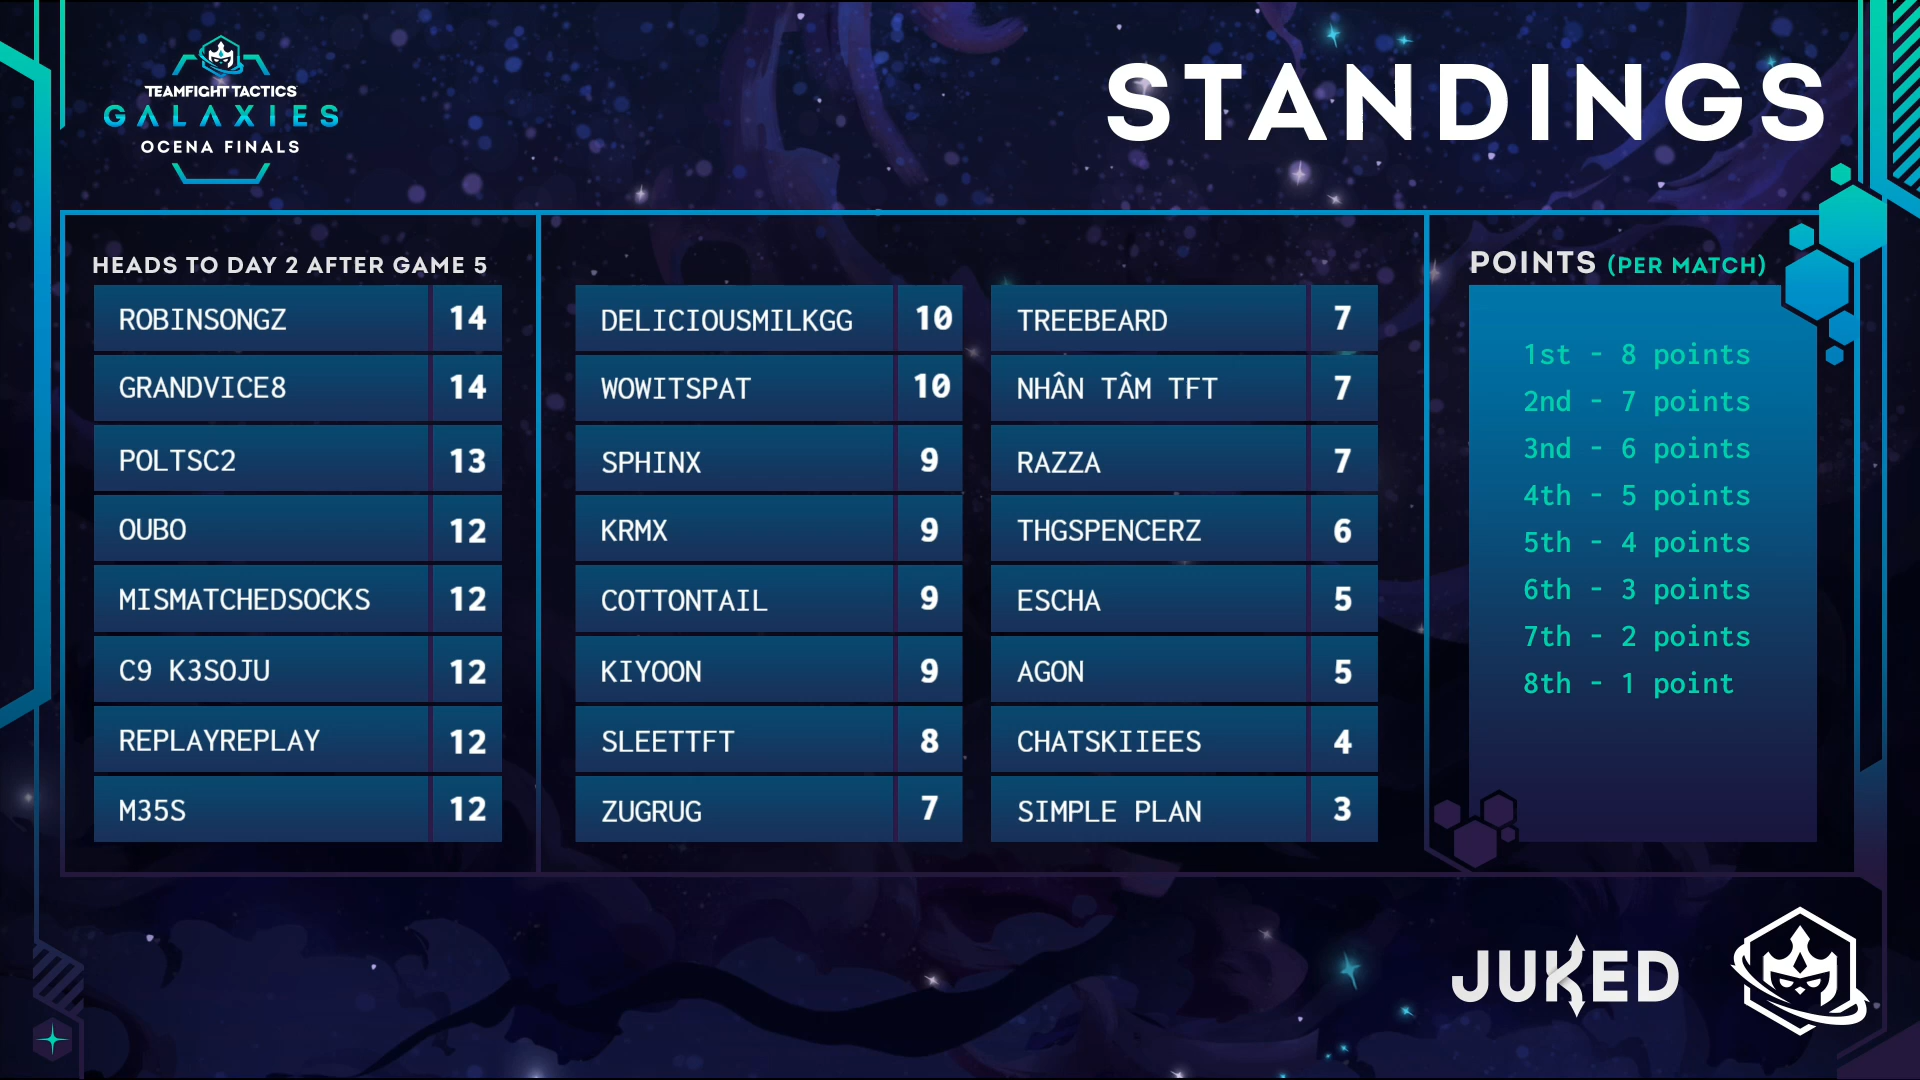 TEAMFIGHT TACTICS
GALAXIES
OCENA FINALS
STANDINGS
HEADS TO DAY 2 AFTER GAME 5
ROBINSONGZ 14
GRANDVICE8 14
POLTSC2 13
OUBO 12
MISMATCHEDSOCKS 12
C9 K3SOJU 12
REPLAYREPLAY 12
M35S 12
DELICIOUSMILKGG 10
WOWITSPAT 10
SPHINX 9
KRMX 9
COTTONTAIL 9
KIYOON 9
SLEETTFT 8
ZUGRUG 7
TREEBEARD 7
NHÂN TÂM TFT 7
RAZZA 7
THGSPENCERZ 6
ESCHA 5
AGON 5
CHATSKIIEES 4
SIMPLE PLAN 3
POINTS (PER MATCH)
1st - 8 points
2nd - 7 points
3nd - 6 points
4th - 5 points
5th - 4 points
6th - 3 points
7th - 2 points
8th - 1 point
JUKED